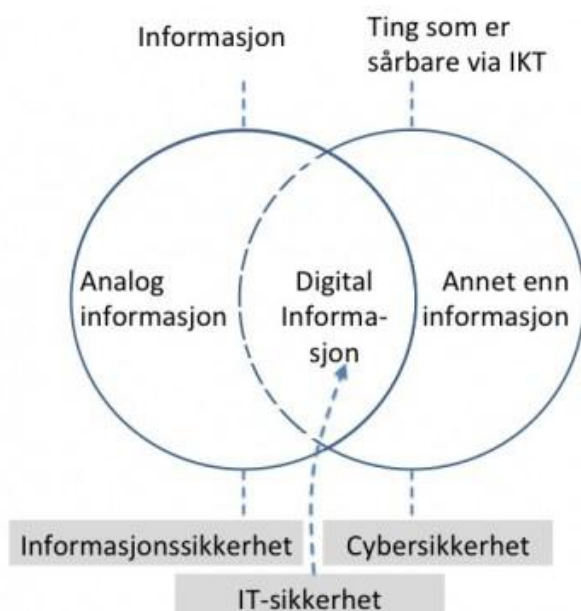 Informasjon
Ting som er
sårbare via IKT
Analog
informasjon
Digital
Informa-
sjon
Annet enn
informasjon
Informasjonssikkerhet
Cybersikkerhet
IT-sikkerhet